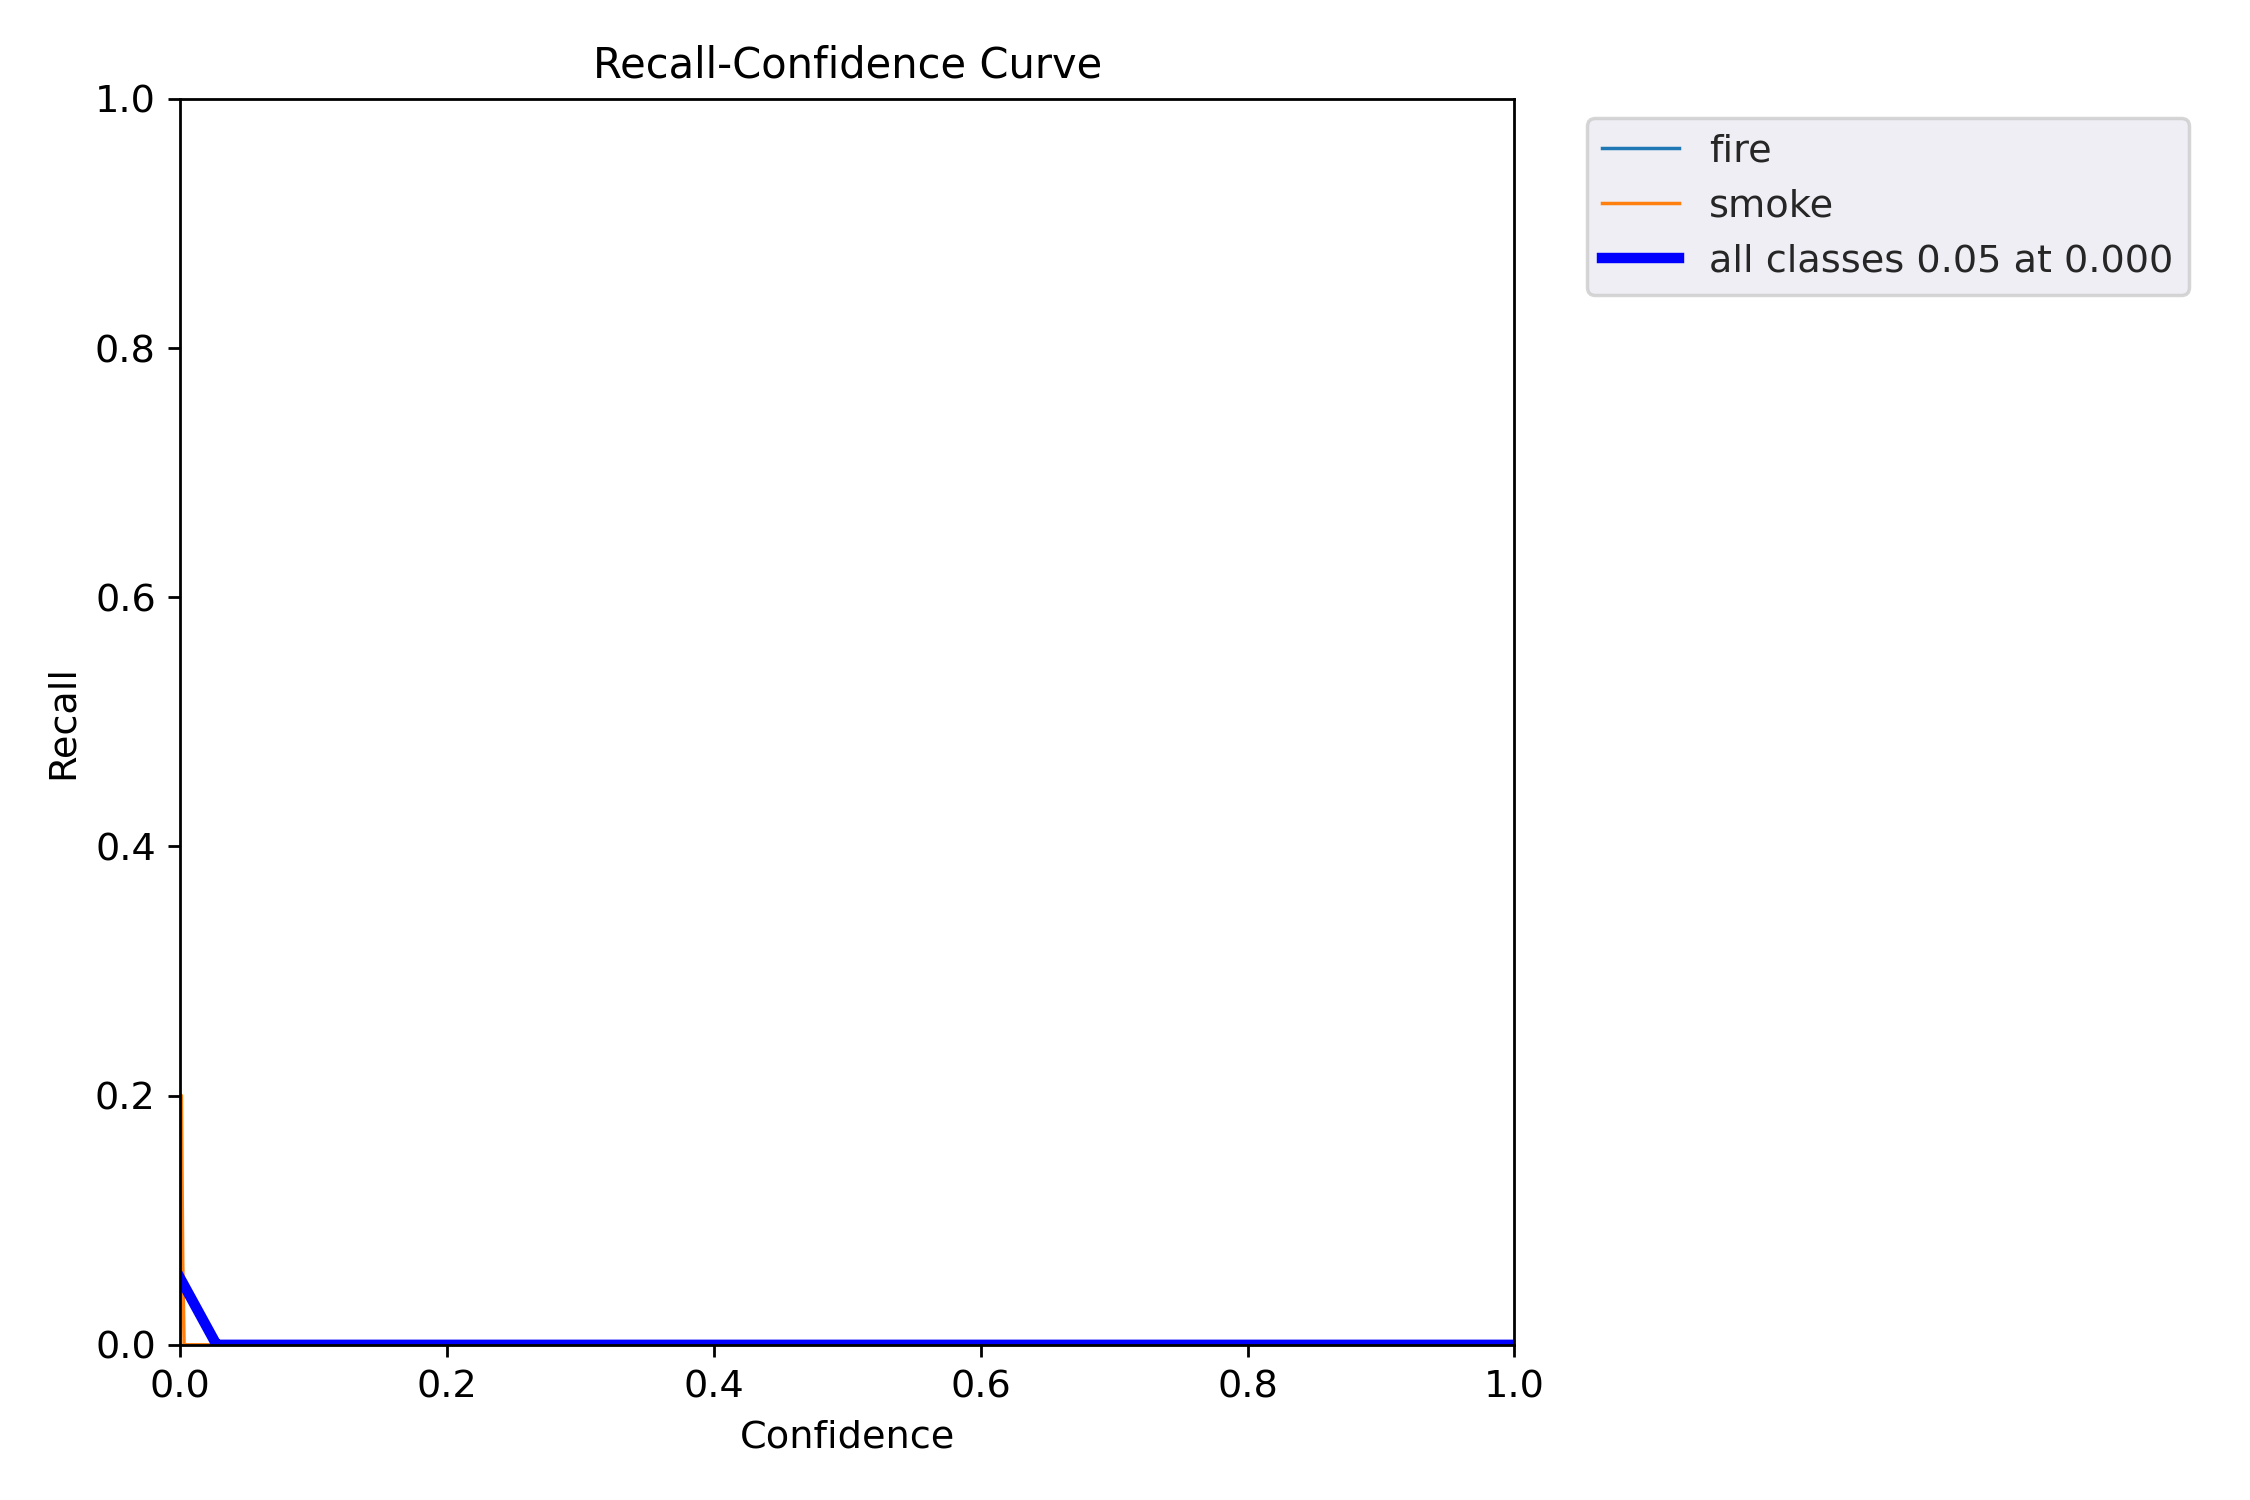 Recall-Confidence Curve
1.0
0.8
0.6
0.4
0.2
0.0
Recall
0.0 0.2 0.4 0.6 0.8 1.0
Confidence
fire
smoke
all classes 0.05 at 0.000